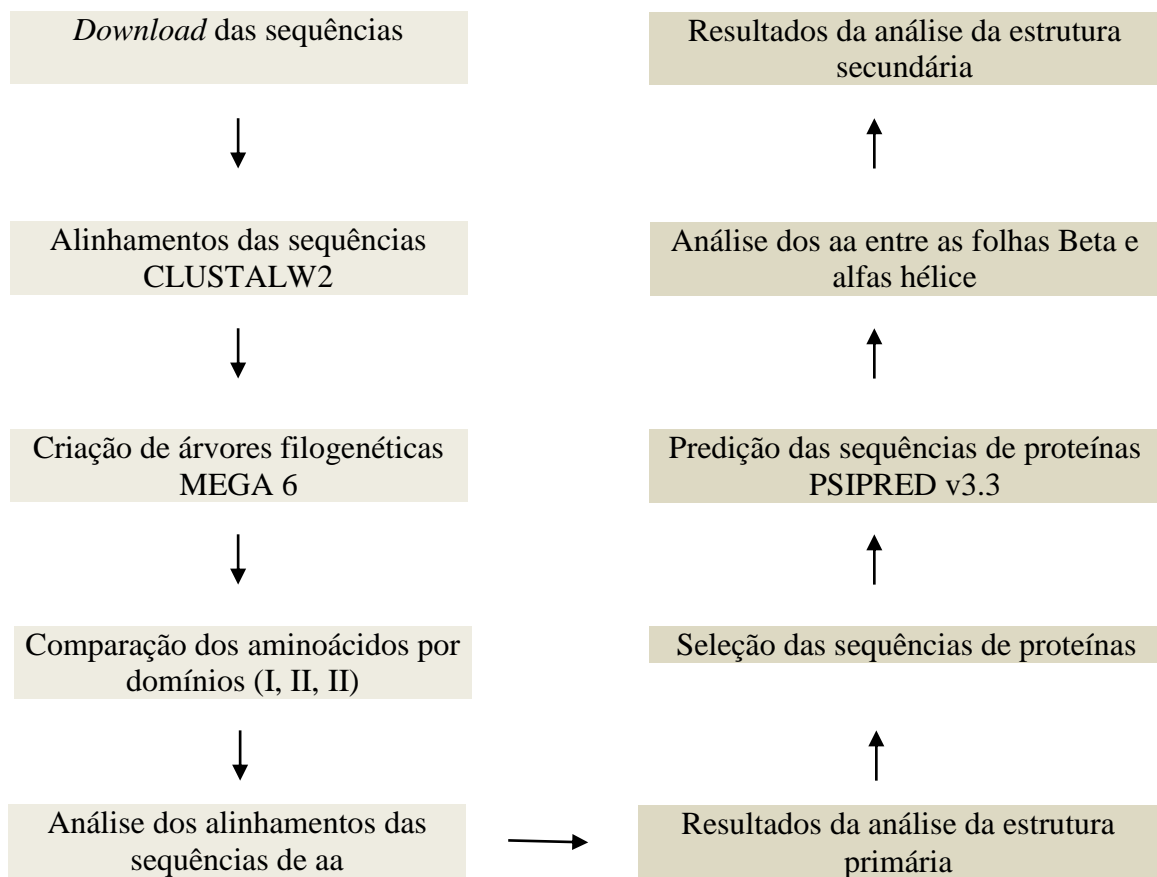 Download das sequências
Alinhamentos das sequências
CLUSTALW2
Criação de árvores filogenéticas
MEGA 6
Comparação dos aminoácidos por
domínios (I, II, II)
Análise dos alinhamentos das
sequências de aa
Resultados da análise da estrutura
primária
Seleção das sequências de proteínas
Predição das sequências de proteínas
PSIPRED v3.3
Análise dos aa entre as folhas Beta e
alfas hélice
Resultados da análise da estrutura
secundária